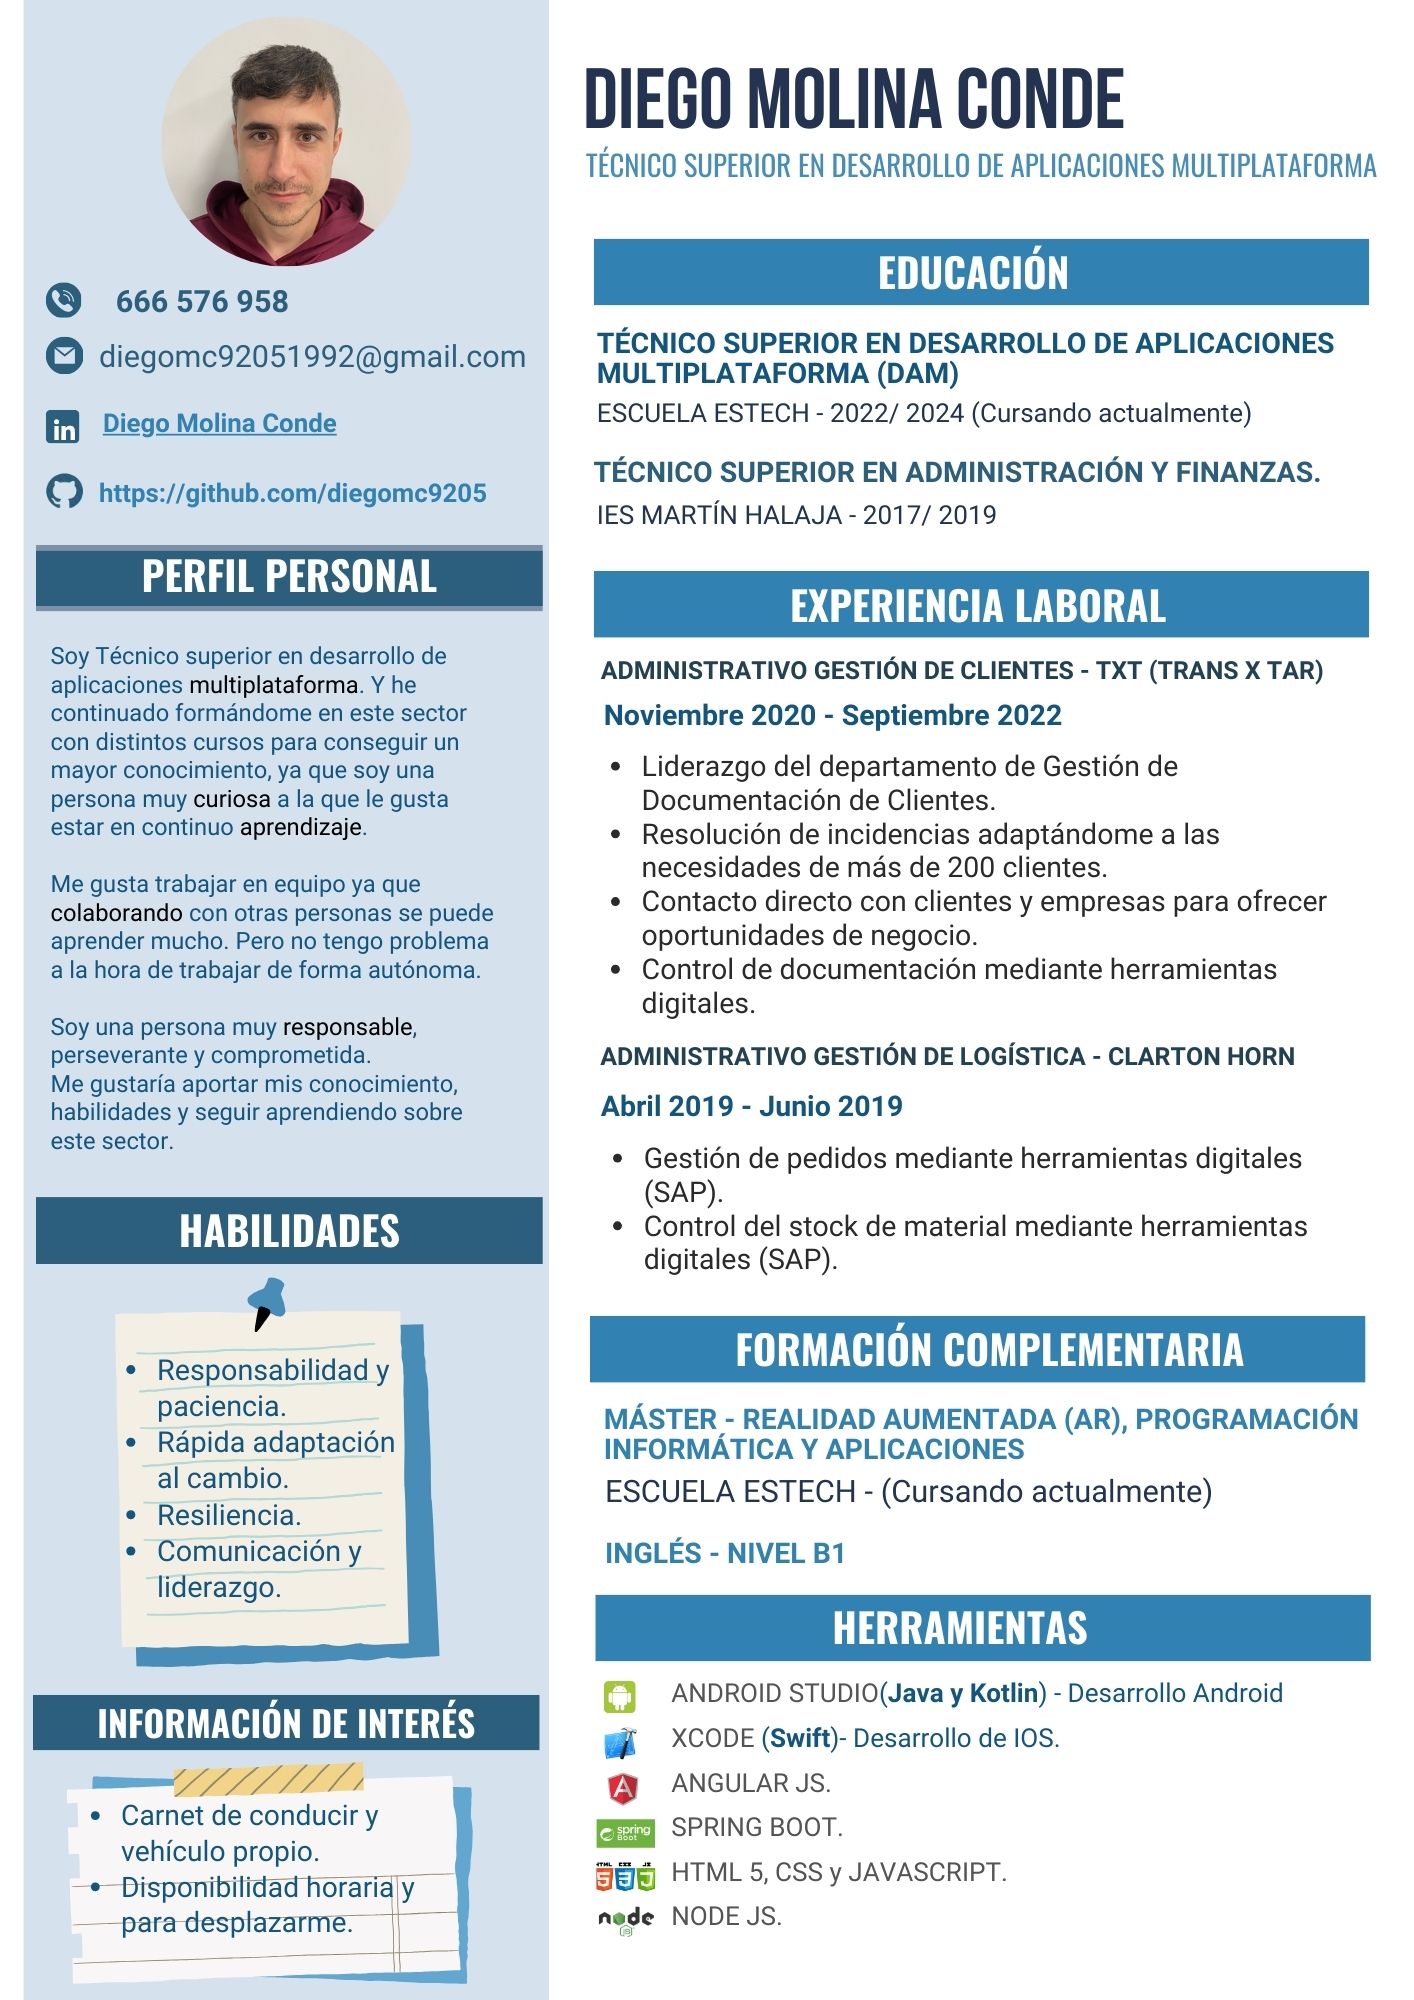 DIEGO MOLINA CONDE
TÉCNICO SUPERIOR EN DESARROLLO DE APLICACIONES MULTIPLATAFORMA
666 576 958
diegomc92051992@gmail.com
in
Diego Molina Conde
https://github.com/diegomc9205
PERFIL PERSONAL
Soy Técnico superior en desarrollo de
aplicaciones multiplataforma. Y he
continuado formándome en este sector
con distintos cursos para conseguir un
mayor conocimiento, ya que soy una
persona muy curiosa a la que le gusta
estar en continuo aprendizaje.
Me gusta trabajar en equipo ya que
colaborando con otras personas se puede
aprender mucho. Pero no tengo problema
a la hora de trabajar de forma autónoma.
Soy una persona muy responsable,
perseverante y comprometida.
Me gustaría aportar mis conocimiento,
habilidades y seguir aprendiendo sobre
este sector.
HABILIDADES
• Responsabilidad y
paciencia.
• Rápida adaptación
al cambio.
• Resiliencia.
• Comunicación y
liderazgo.
INFORMACIÓN DE INTERÉS
• Carnet de conducir y
vehículo propio.
• Disponibilidad horaria y
para desplazarme.
EDUCACIÓN
TÉCNICO SUPERIOR EN DESARROLLO DE APLICACIONES
MULTIPLATAFORMA (DAM)
ESCUELA ESTECH - 2022/ 2024 (Cursando actualmente)
TÉCNICO SUPERIOR EN ADMINISTRACIÓN Y FINANZAS.
IES MARTÍN HALAJA - 2017/ 2019
EXPERIENCIA LABORAL
ADMINISTRATIVO GESTIÓN DE CLIENTES - TXT (TRANS X TAR)
Noviembre 2020 - Septiembre 2022
• Liderazgo del departamento de Gestión de
Documentación de Clientes.
• Resolución de incidencias adaptándome a las
necesidades de más de 200 clientes.
• Contacto directo con clientes y empresas para ofrecer
oportunidades de negocio.
• Control de documentación mediante herramientas
digitales.
ADMINISTRATIVO GESTIÓN DE LOGÍSTICA - CLARTON HORN
Abril 2019 - Junio 2019
• Gestión de pedidos mediante herramientas digitales
(SAP).
• Control del stock de material mediante herramientas
digitales (SAP).
FORMACIÓN COMPLEMENTARIA
MÁSTER - REALIDAD AUMENTADA (AR), PROGRAMACIÓN
INFORMÁTICA Y APLICACIONES
ESCUELA ESTECH - (Cursando actualmente)
INGLÉS - NIVEL B1
HERRAMIENTAS
ANDROID STUDIO(Java y Kotlin) - Desarrollo Android
XCODE (Swift)- Desarrollo de IOS.
A ANGULAR JS.
spring Boot SPRING BOOT.
HTML CSS JS
5 3 J HTML 5, CSS y JAVASCRIPT.
node JS NODE JS.